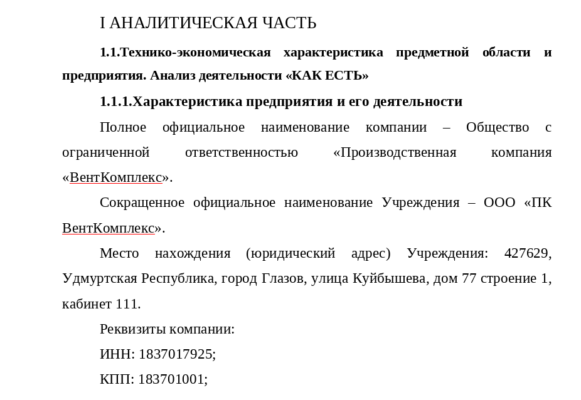 I АНАЛИТИЧЕСКАЯ ЧАСТЬ
1.1.Технико-экономическая характеристика предметной области и
предприятия. Анализ деятельности «КАК ЕСТЬ»
1.1.1.Характеристика предприятия и его деятельности
Полное официальное наименование компании – Общество с
ограниченной ответственностью «Производственная компания
«ВентКомплекс».
Сокращенное официальное наименование Учреждения – ООО «ПК
ВентКомплекс».
Место нахождения (юридический адрес) Учреждения: 427629,
Удмуртская Республика, город Глазов, улица Куйбышева, дом 77 строение 1,
кабинет 111.
Реквизиты компании:
ИНН: 1837017925;
КПП: 183701001;